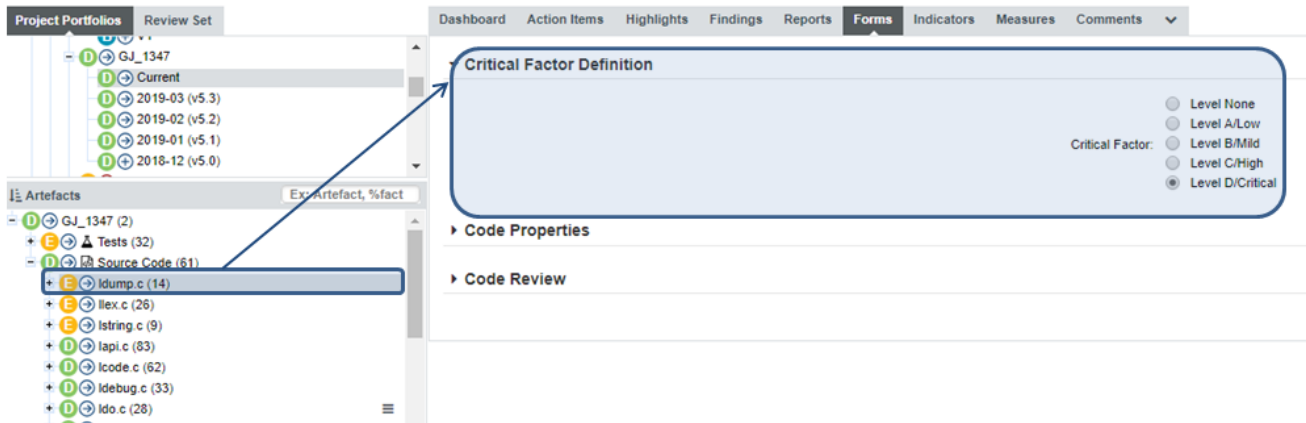 Project Portfolios Review Set
Dashboard Action Items Highlights Findings Reports Forms Indicators Measures Comments
V1
D GJ_1347
D Current
D 2019-03 (v5.3)
D 2019-02 (v5.2)
D 2019-01 (v5.1)
D 2018-12 (v5.0)
Artefacts Ex: Artefact, %fact
D GJ_1347 (2)
E Tests (32)
D Source Code (61)
E ldump.c (14)
E llex.c (26)
E lstring.c (9)
D lapi.c (83)
D lcode.c (62)
D ldebug.c (33)
D ldo.c (28)
Critical Factor Definition
Critical Factor:
Level None
Level A/Low
Level B/Mild
Level C/High
Level D/Critical
Code Properties
Code Review